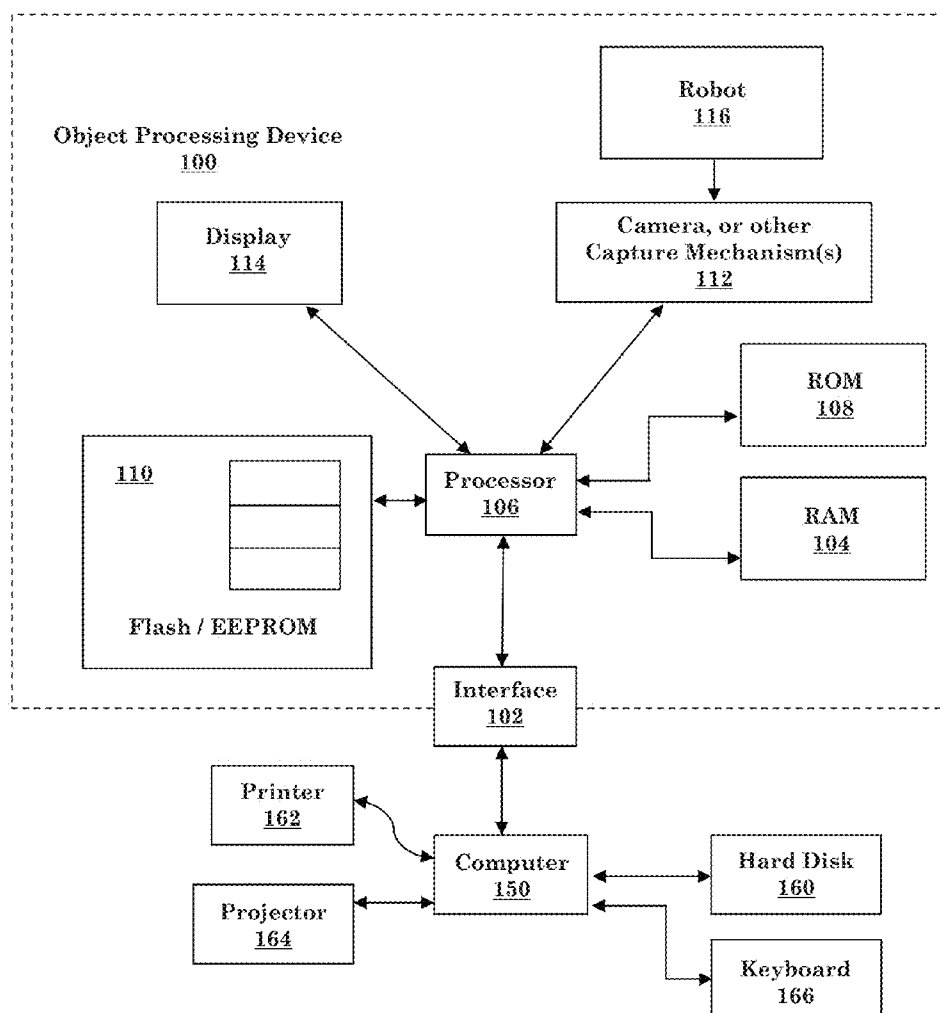 Robot
116
Object Processing Device
100
Display
114
Camera, or other
Capture Mechanism(s)
112
ROM
108
110
Processor
106
RAM
104
Flash / EEPROM
Interface
102
Printer
162
Computer
150
Hard Disk
160
Projector
164
Keyboard
166